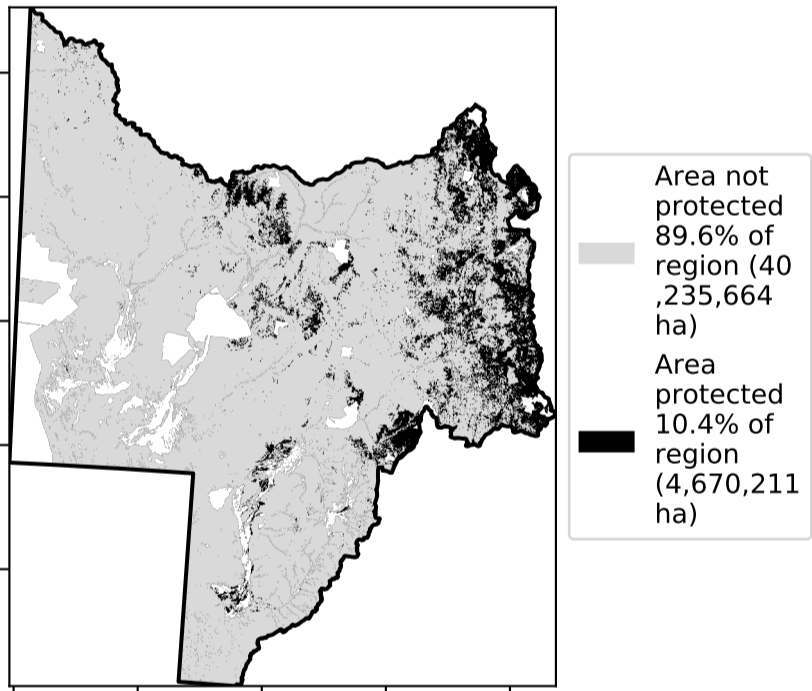 Area not
protected
89.6% of
region (40
,235,664
ha)
Area
protected
10.4% of
region
(4,670,211
ha)